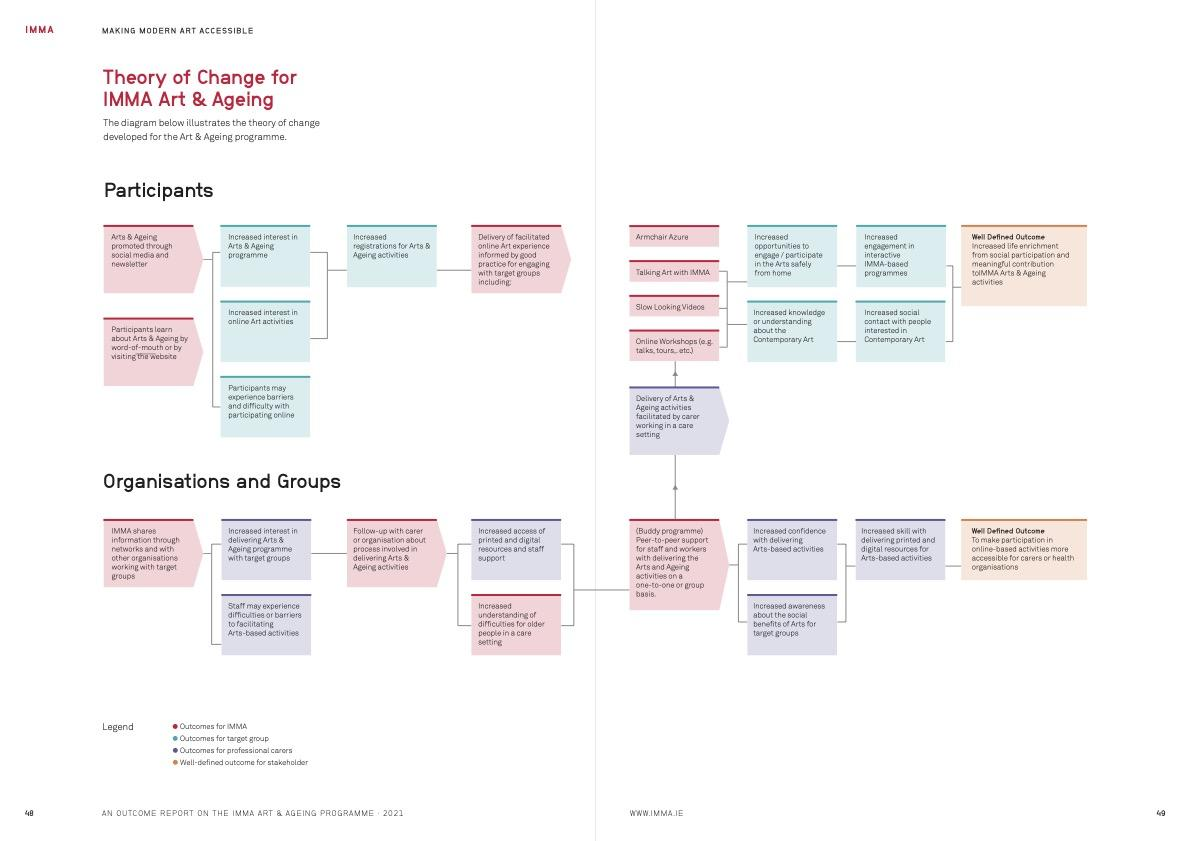 IMMA
MAKING MODERN ART ACCESSIBLE
Theory of Change for
IMMA Art & Ageing
The diagram below illustrates the theory of change
developed for the Art & Ageing programme.
Participants
Arts & Ageing
promoted through
social media and
newsletter
Participants learn
about Arts & Ageing by
word-of-mouth or by
visiting the website
Increased interest in
Arts & Ageing
programme
Increased interest in
online Art activities
Participants may
experience barriers
and difficulty with
participating online
Increased
registrations for Arts &
Ageing activities
Delivery of facilitated
online Art experience
informed by good
practice for engaging
with target groups
including:
Armchair Azure
Talking Art with IMMA
Slow Looking Videos
Online Workshops (e.g.
talks, tours,. etc.)
Increased
opportunities to
engage / participate
in the Arts safely
from home
Increased knowledge
or understanding
about the
Contemporary Art
Increased
engagement in
interactive
IMMA-based
programmes
Increased social
contact with people
interested in
Contemporary Art
Well Defined Outcome
Increased life enrichment
from social participation and
meaningful contribution
toIMMA Arts & Ageing
activities
Delivery of Arts &
Ageing activities
facilitated by carer
working in a care
setting
Organisations and Groups
IMMA shares
information through
networks and with
other organisations
working with target
groups
Increased interest in
delivering Arts &
Ageing programme
with target groups
Staff may experience
difficulties or barriers
to facilitating
Arts-based activities
Follow-up with carer
or organisation about
process involved in
delivering Arts &
Ageing activities
Increased access of
printed and digital
resources and staff
support
Increased
understanding of
difficulties for older
people in a care
setting
(Buddy programme)
Peer-to-peer support
for staff and workers
with delivering the
Arts and Ageing
activities on a
one-to-one or group
basis.
Increased confidence
with delivering
Arts-based activities
Increased awareness
about the social
benefits of Arts for
target groups
Increased skill with
delivering printed and
digital resources for
Arts-based activities
Well Defined Outcome
To make participation in
online-based activities more
accessible for carers or health
organisations
Legend
Outcomes for IMMA
Outcomes for target group
Outcomes for professional carers
Well-defined outcome for stakeholder
48
AN OUTCOME REPORT ON THE IMMA ART & AGEING PROGRAMME · 2021
WWW.IMMA.IE
49